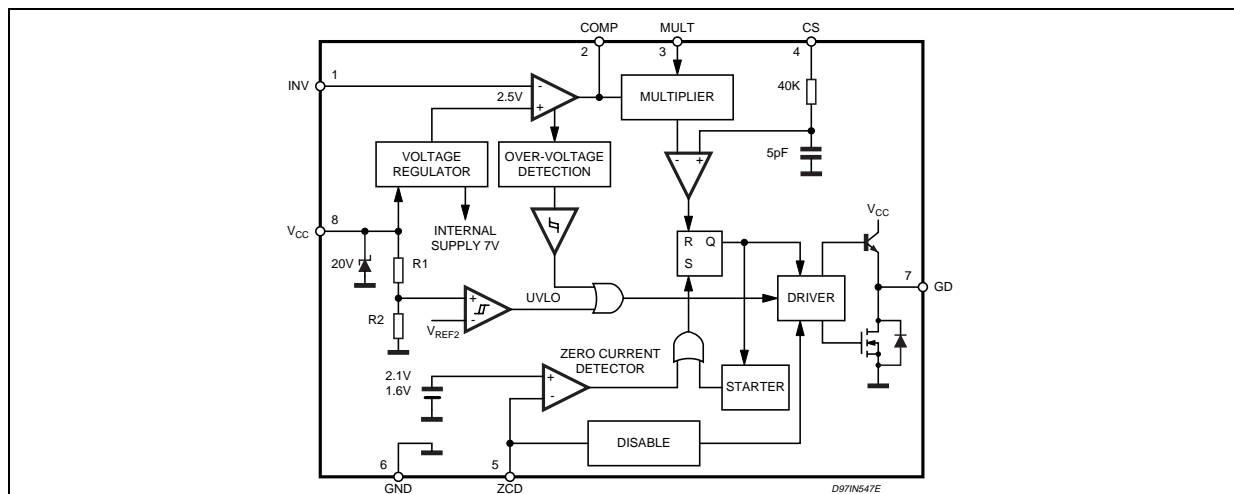 COMP MULT CS
2 3 4
1
INV
2.5V
-
+
MULTIPLIER
40K
5pF
- +
VOLTAGE
REGULATOR
OVER-VOLTAGE
DETECTION
8
VCC
INTERNAL
SUPPLY 7V
20V
R1
R2
R Q
S
VCC
7
GD
DRIVER
+
-
UVLO
VREF2
ZERO CURRENT
DETECTOR
2.1V
1.6V
+
-
STARTER
DISABLE
6
GND
5
ZCD
D97IN547E